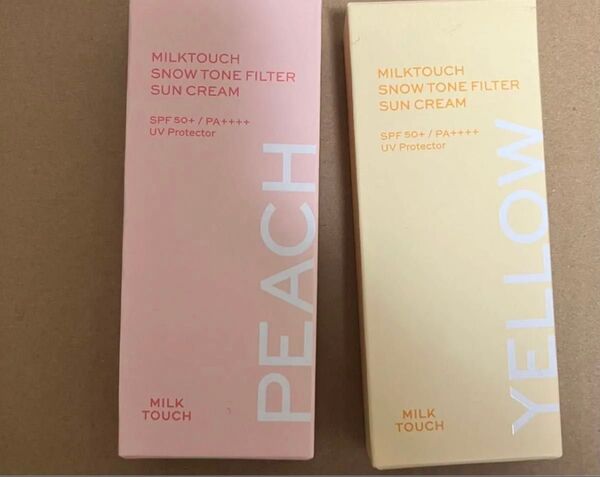 MILKTOUCH
SNOW TONE FILTER
SUN CREAM
SPF 50+ / PA++++
UV Protector
PEACH
MILK
TOUCH
MILKTOUCH
SNOW TONE FILTER
SUN CREAM
SPF 50+ / PA++++
UV Protector
YELLOW
MILK
TOUCH